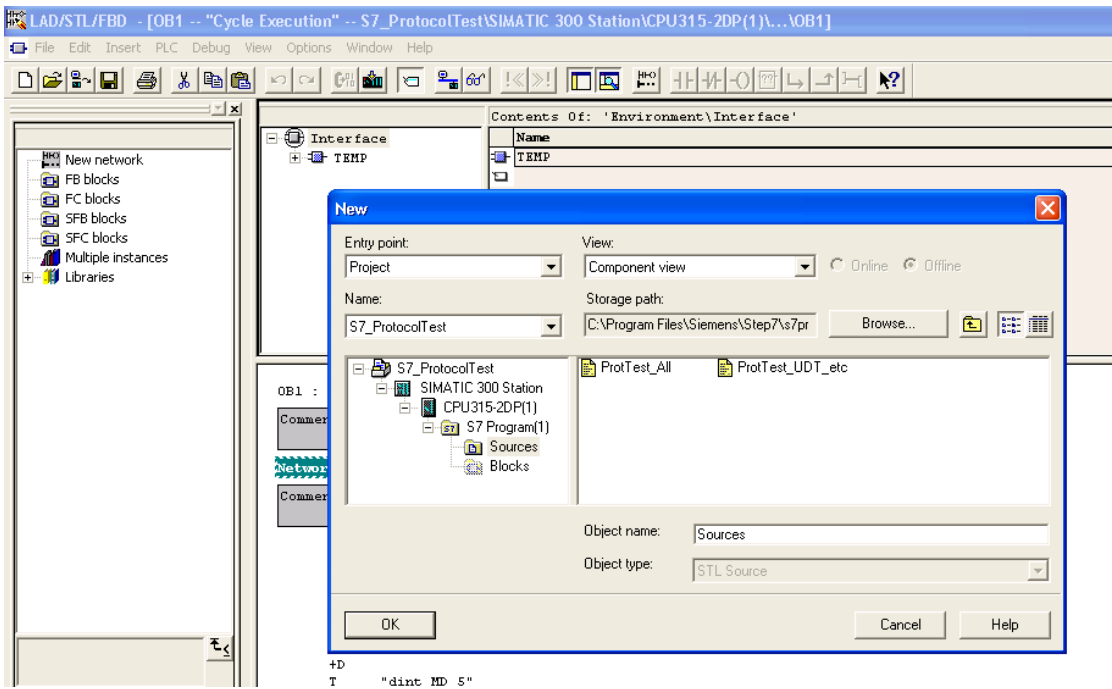 LAD/STL/FBD - [OB1 -- "Cycle Execution" -- S7_ProtocolTest\SIMATIC 300 Station\CPU315-2DP(1)\...\OB1]
File Edit Insert PLC Debug View Options Window Help
Contents Of: 'Environment\Interface'
Interface
Name
TEMP
TEMP
New network
FB blocks
FC blocks
SFB blocks
SFC blocks
Multiple instances
Libraries
New
Entry point:
View:
Project
Component view
Online
Offline
Name:
Storage path:
S7_ProtocolTest
C:\Program Files\Siemens\Step7\s7pr
Browse...
S7_ProtocolTest
SIMATIC 300 Station
CPU315-2DP(1)
S7 Program(1)
Sources
Blocks
ProtTest_All
ProtTest_UDT_etc
Object name:
Sources
Object type:
STL Source
OK
Cancel
Help
OB1 :
Commen
Networ
Commen
+D
T "dint MD 5"